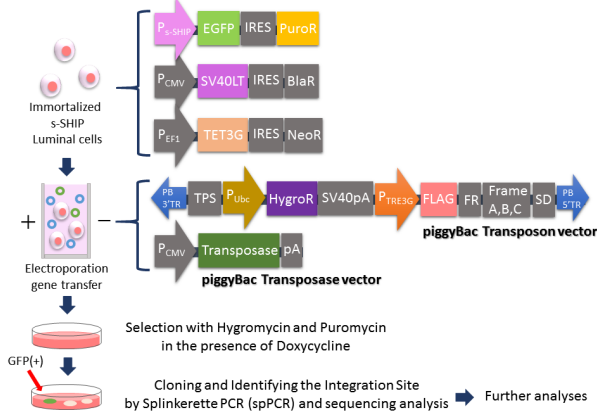 Ps-SHIP EGFP IRES PuroR
PCMV SV40LT IRES BlaR
PEF1 TET3G IRES NeoR
Immortalized
s-SHIP
Luminal cells
PB 3'TR TPS PUbc HygroR SV40pA PTRE3G FLAG FR Frame A,B,C SD PB 5'TR
piggyBac Transposon vector
PCMV Transposase pA
piggyBac Transposase vector
+ −
Electroporation
gene transfer
Selection with Hygromycin and Puromycin
in the presence of Doxycycline
GFP(+)
Cloning and Identifying the Integration Site
by Splinkerette PCR (spPCR) and sequencing analysis
Further analyses